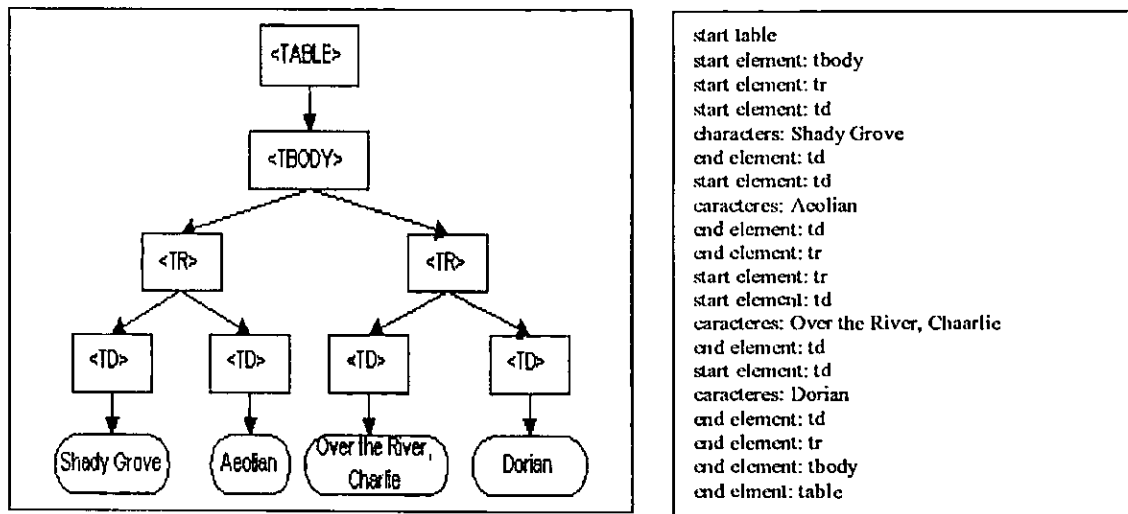 <TABLE>
<TBODY>
<TR>
<TR>
<TD>
<TD>
<TD>
<TD>
Shady Grove
Aeolian
Over the River,
Charlie
Dorian
start table
start element: tbody
start element: tr
start element: td
characters: Shady Grove
end element: td
start element: td
caracteres: Aeolian
end element: td
end element: tr
start element: tr
start element: td
caracteres: Over the River, Chaarlie
end element: td
start element: td
caracteres: Dorian
end element: td
end element: tr
end element: tbody
end elment: table